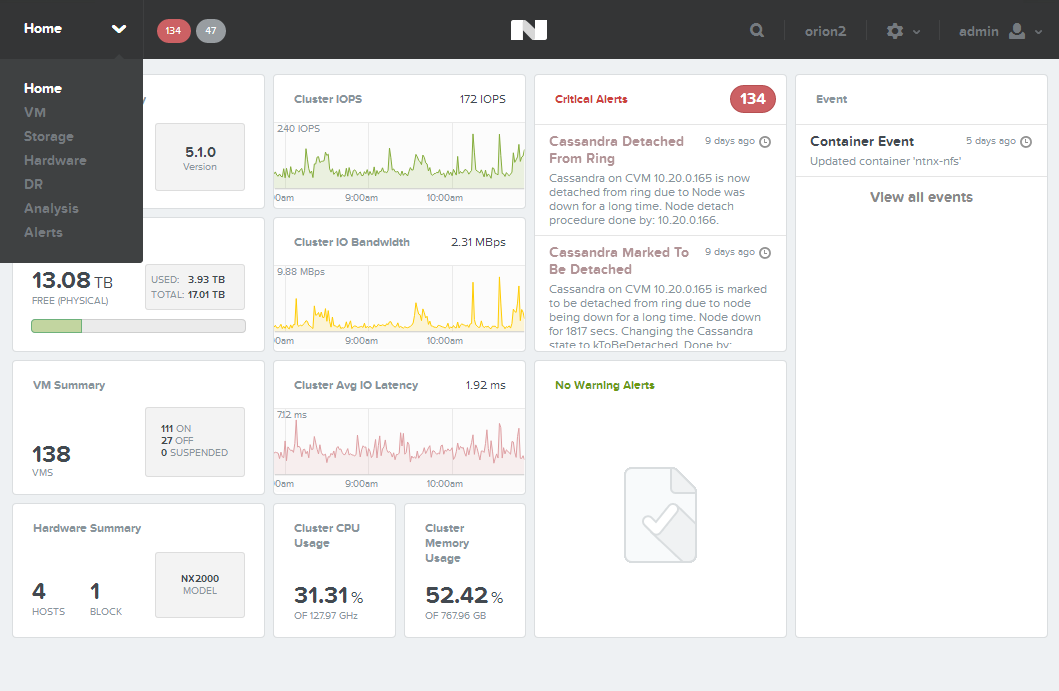 Home
134
47
orion2
admin
Home
VM
Storage
Hardware
DR
Analysis
Alerts
5.1.0
Version
13.08 TB
FREE (PHYSICAL)
USED: 3.93 TB
TOTAL: 17.01 TB
VM Summary
138
VMS
111 ON
27 OFF
0 SUSPENDED
Hardware Summary
4
HOSTS
1
BLOCK
NX2000
MODEL
Cluster IOPS
172 IOPS
240 IOPS
9:00am
10:00am
Cluster IO Bandwidth
2.31 MBps
9.88 MBps
9:00am
10:00am
Cluster Avg IO Latency
1.92 ms
7.12 ms
9:00am
10:00am
Cluster CPU
Usage
31.31 %
OF 127.97 GHz
Cluster
Memory
Usage
52.42 %
OF 767.96 GB
Critical Alerts
134
Cassandra Detached
From Ring
9 days ago
Cassandra on CVM 10.20.0.165 is now
detached from ring due to Node was
down for a long time. Node detach
procedure done by: 10.20.0.166.
Cassandra Marked To
Be Detached
9 days ago
Cassandra on CVM 10.20.0.165 is marked
to be detached from ring due to node
being down for a long time. Node down
for 1817 secs. Changing the Cassandra
state to kToBeDetached. Done by:
No Warning Alerts
Event
Container Event
5 days ago
Updated container 'ntnx-nfs'
View all events